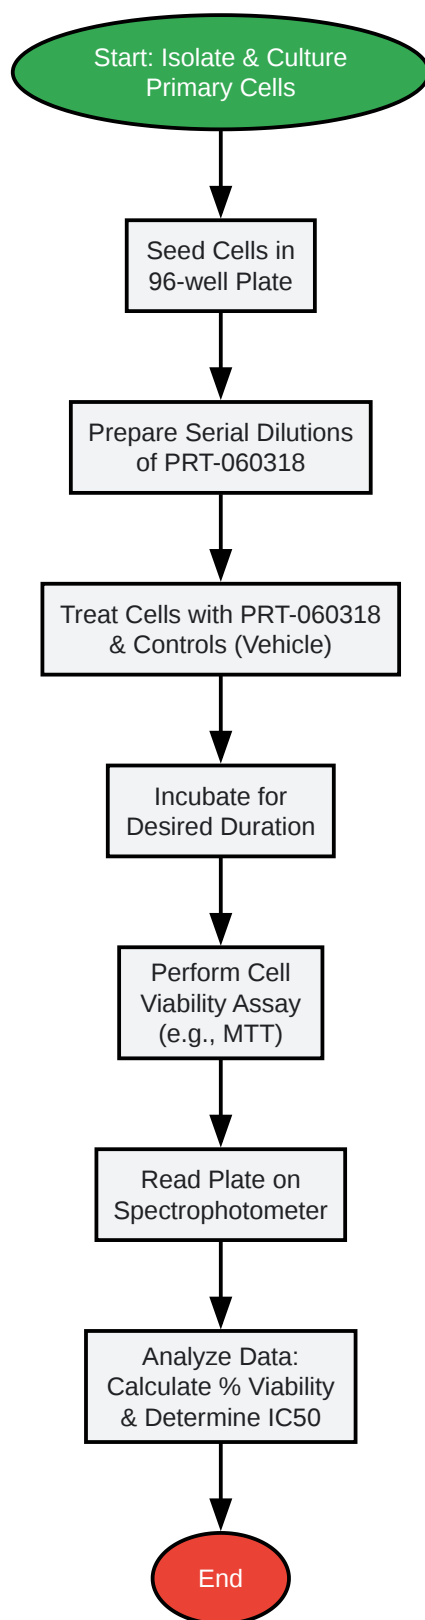 Start: Isolate & Culture
Primary Cells
Seed Cells in
96-well Plate
Prepare Serial Dilutions
of PRT-060318
Treat Cells with PRT-060318
& Controls (Vehicle)
Incubate for
Desired Duration
Perform Cell
Viability Assay
(e.g., MTT)
Read Plate on
Spectrophotometer
Analyze Data:
Calculate % Viability
& Determine IC50
End